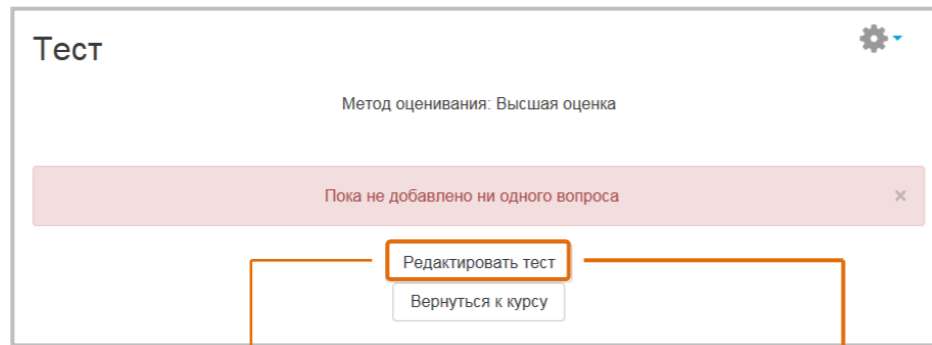 Тест
Метод оценивания: Высшая оценка
Пока не добавлено ни одного вопроса ×
Редактировать тест
Вернуться к курсу